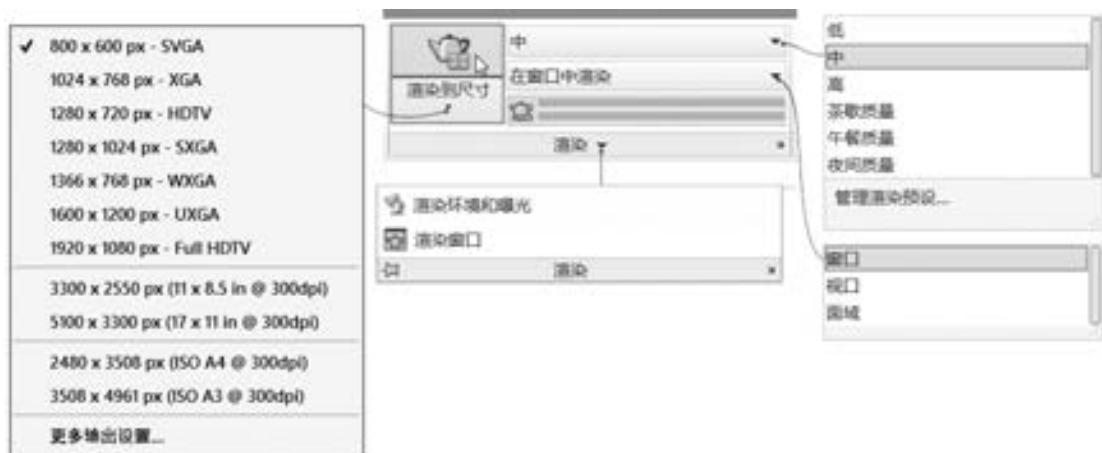 800 x 600 px - SVGA
1024 x 768 px - XGA
1280 x 720 px - HDTV
1280 x 1024 px - SXGA
1366 x 768 px - WXGA
1600 x 1200 px - UXGA
1920 x 1080 px - Full HDTV
3300 x 2550 px (11 x 8.5 in @ 300dpi)
5100 x 3300 px (17 x 11 in @ 300dpi)
2480 x 3508 px (ISO A4 @ 300dpi)
3508 x 4961 px (ISO A3 @ 300dpi)
更多输出设置...
渲染到尺寸
中
在窗口中渲染
渲染
渲染环境和曝光
渲染窗口
渲染
低
中
高
茶歇质量
午餐质量
夜间质量
管理渲染预设...
窗口
视口
面域